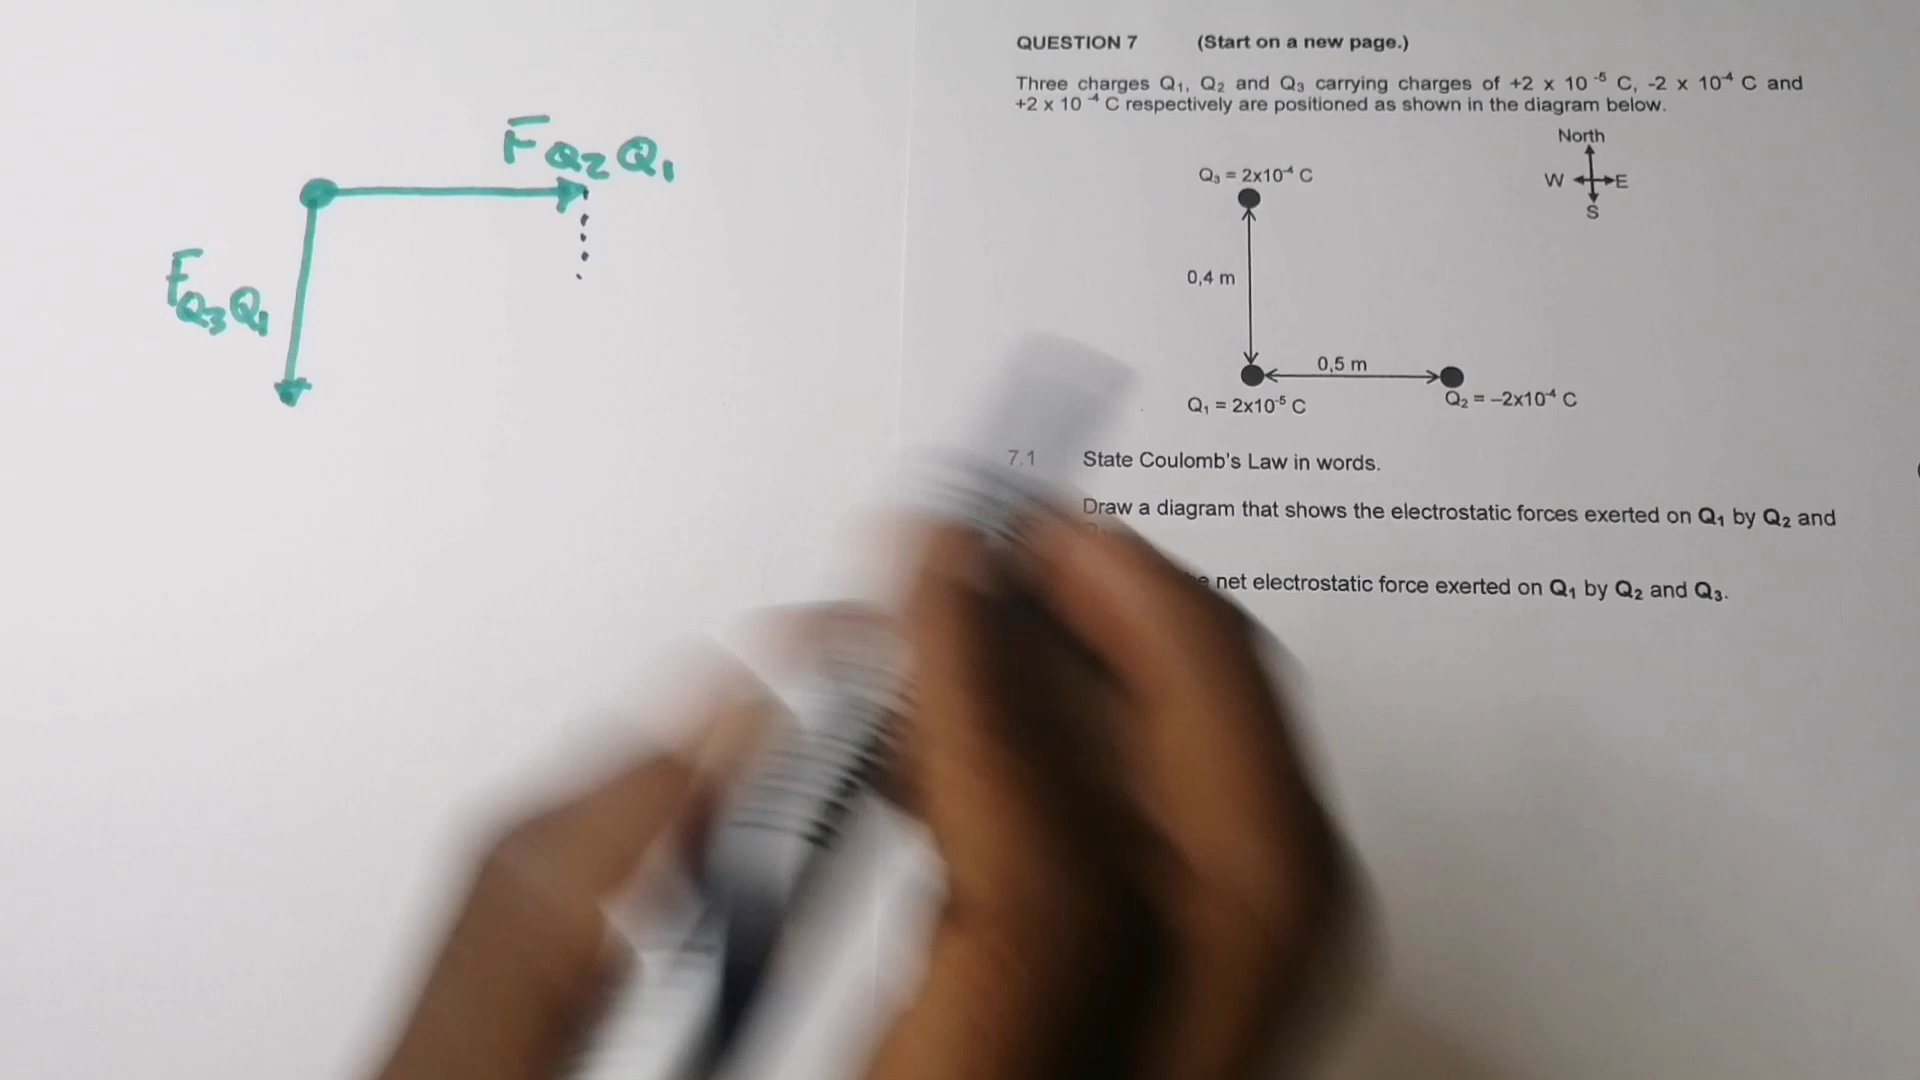 F Q2 Q1
FQ3Q1
QUESTION 7 (Start on a new page.)
Three charges Q1, Q2 and Q3 carrying charges of +2 x 10 -5 C, -2 x 10-4 C and
+2 x 10 -4 C respectively are positioned as shown in the diagram below.
North
W E
S
Q3 = 2x10-4 C
0,4 m
0,5 m
Q1 = 2x10-5 C
Q2 = –2x10-4 C
7.1 State Coulomb's Law in words.
Draw a diagram that shows the electrostatic forces exerted on Q1 by Q2 and
net electrostatic force exerted on Q1 by Q2 and Q3.